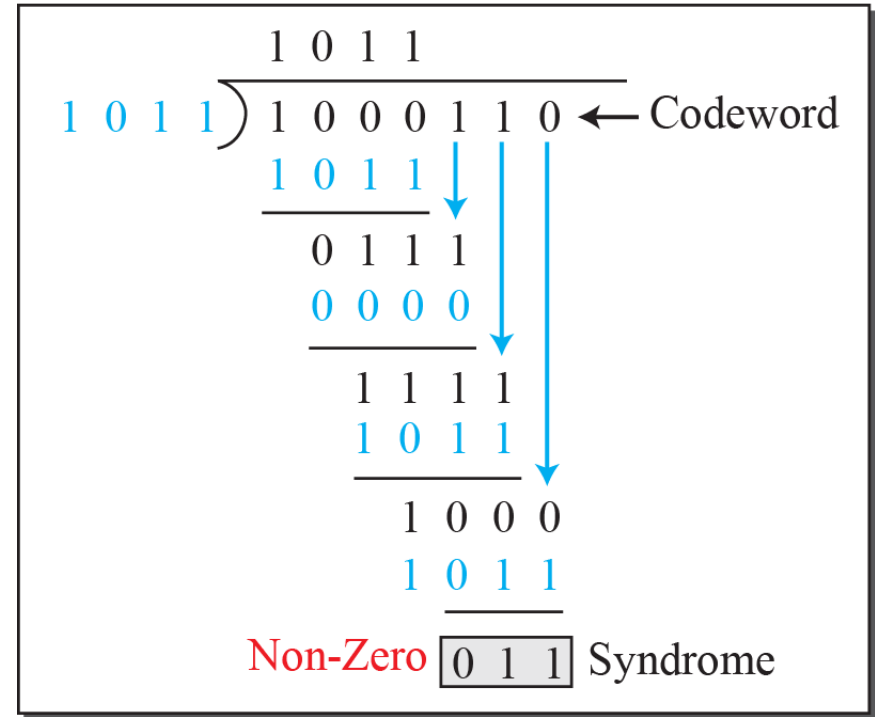 1 0 1 1
1 0 1 1 1 0 0 0 1 1 0 Codeword
1 0 1 1
0 1 1 1
0 0 0 0
1 1 1 1
1 0 1 1
1 0 0 0
1 0 1 1
Non-Zero 0 1 1 Syndrome